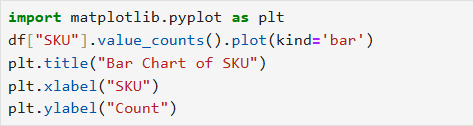 import matplotlib.pyplot as plt
df["SKU"].value_counts().plot(kind='bar')
plt.title("Bar Chart of SKU")
plt.xlabel("SKU")
plt.ylabel("Count")